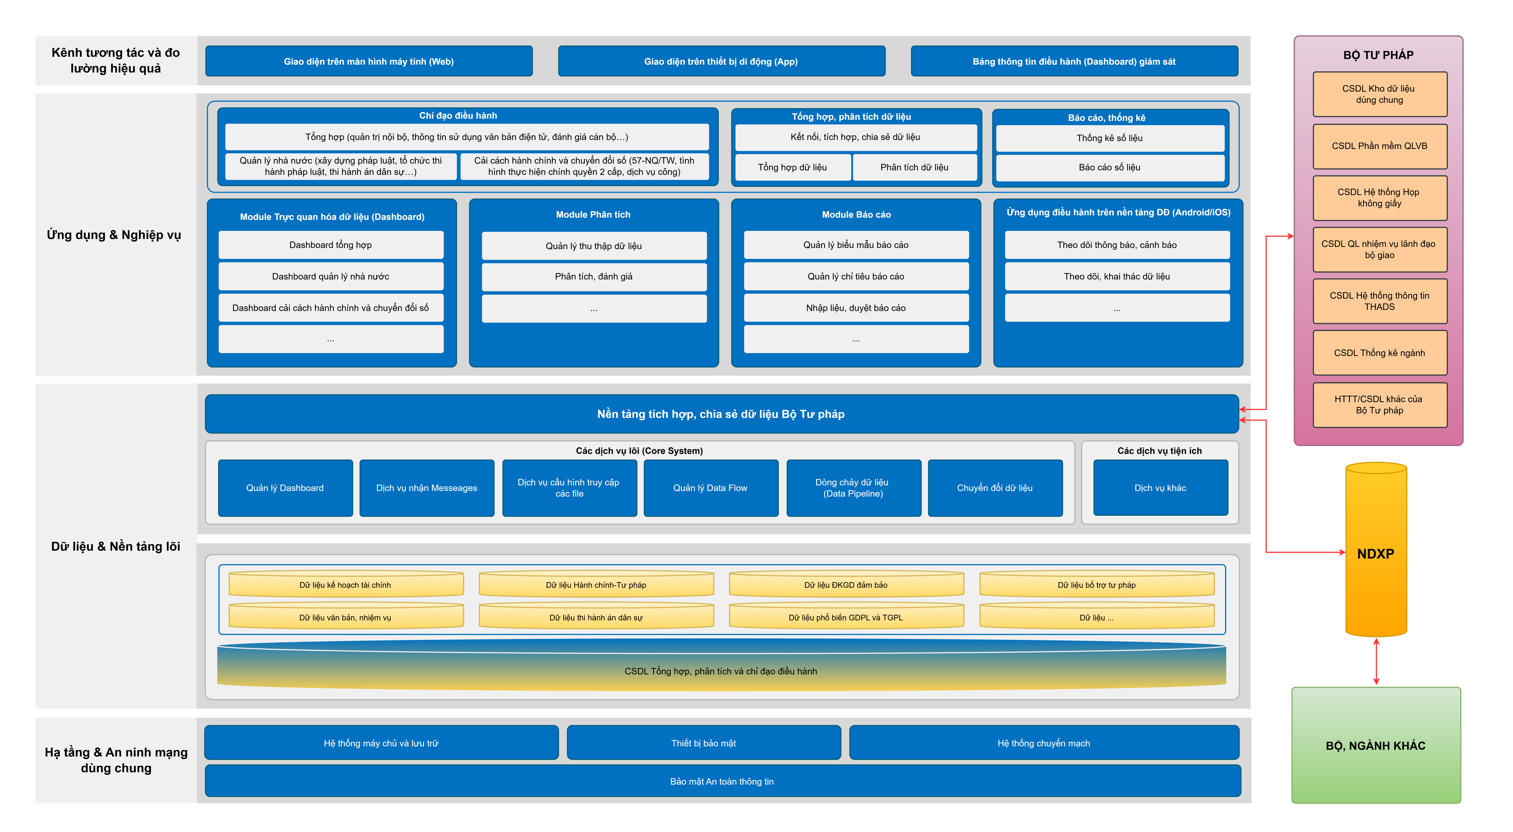 Kênh tương tác và đo
lường hiệu quả
Giao diện trên màn hình máy tính (Web)
Giao diện trên thiết bị di động (App)
Bảng thông tin điều hành (Dashboard) giám sát
Ứng dụng & Nghiệp vụ
Chỉ đạo điều hành
Tổng hợp (quản trị nội bộ, thông tin sử dụng văn bản điện tử, đánh giá cán bộ...)
Quản lý nhà nước (xây dựng pháp luật, tổ chức thi
hành pháp luật, thi hành án dân sự...)
Cải cách hành chính và chuyển đổi số (57-NQ/TW, tình
hình thực hiện chính quyền 2 cấp, dịch vụ công)
Tổng hợp, phân tích dữ liệu
Kết nối, tích hợp, chia sẻ dữ liệu
Tổng hợp dữ liệu
Phân tích dữ liệu
Báo cáo, thống kê
Thống kê số liệu
Báo cáo số liệu
Module Trực quan hóa dữ liệu (Dashboard)
Dashboard tổng hợp
Dashboard quản lý nhà nước
Dashboard cải cách hành chính và chuyển đổi số
...
Module Phân tích
Quản lý thu thập dữ liệu
Phân tích, đánh giá
...
Module Báo cáo
Quản lý biểu mẫu báo cáo
Quản lý chỉ tiêu báo cáo
Nhập liệu, duyệt báo cáo
...
Ứng dụng điều hành trên nền tảng DĐ (Android/iOS)
Theo dõi thông báo, cảnh báo
Theo dõi, khai thác dữ liệu
...
Dữ liệu & Nền tảng lõi
Nền tảng tích hợp, chia sẻ dữ liệu Bộ Tư pháp
Các dịch vụ lõi (Core System)
Quản lý Dashboard
Dịch vụ nhận Messeages
Dịch vụ cấu hình truy cập
các file
Quản lý Data Flow
Dòng chảy dữ liệu
(Data Pipeline)
Chuyển đổi dữ liệu
Các dịch vụ tiện ích
Dịch vụ khác
Dữ liệu kế hoạch tài chính
Dữ liệu Hành chính-Tư pháp
Dữ liệu ĐKGD đảm bảo
Dữ liệu bổ trợ tư pháp
Dữ liệu văn bản, nhiệm vụ
Dữ liệu thi hành án dân sự
Dữ liệu phổ biến GDPL và TGPL
Dữ liệu ...
CSDL Tổng hợp, phân tích và chỉ đạo điều hành
Hạ tầng & An ninh mạng
dùng chung
Hệ thống máy chủ và lưu trữ
Thiết bị bảo mật
Hệ thống chuyển mạch
Bảo mật An toàn thông tin
BỘ TƯ PHÁP
CSDL Kho dữ liệu
dùng chung
CSDL Phần mềm QLVB
CSDL Hệ thống Họp
không giấy
CSDL QL nhiệm vụ lãnh đạo
bộ giao
CSDL Hệ thống thông tin
THADS
CSDL Thống kê ngành
HTTT/CSDL khác của
Bộ Tư pháp
NDXP
BỘ, NGÀNH KHÁC